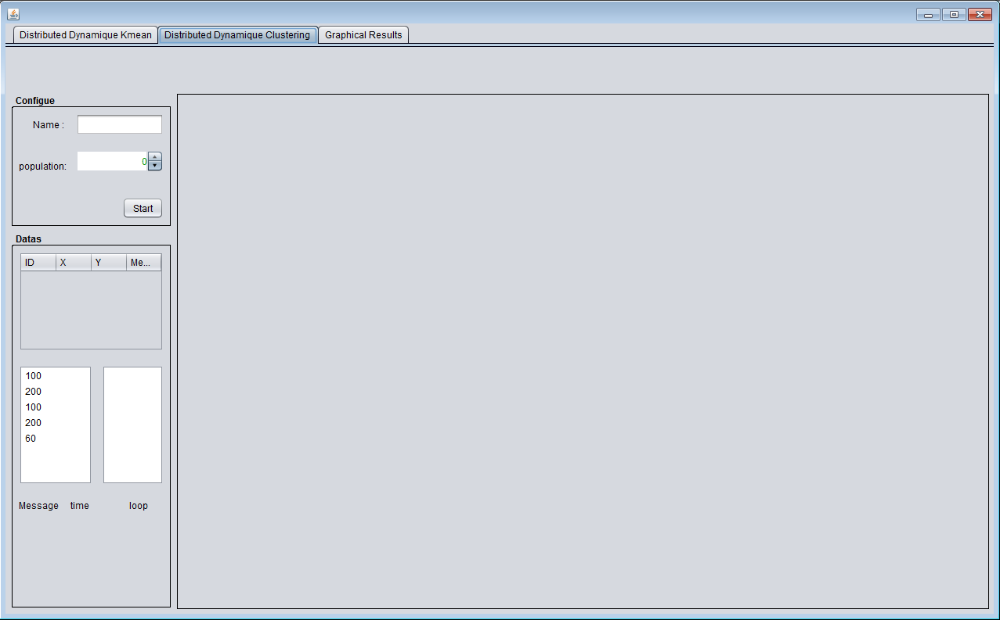 Distributed Dynamique Kmean Distributed Dynamique Clustering Graphical Results
Configue
Name :
population: 0
Start
Datas
ID X Y Me...
100
200
100
200
60
Message time loop